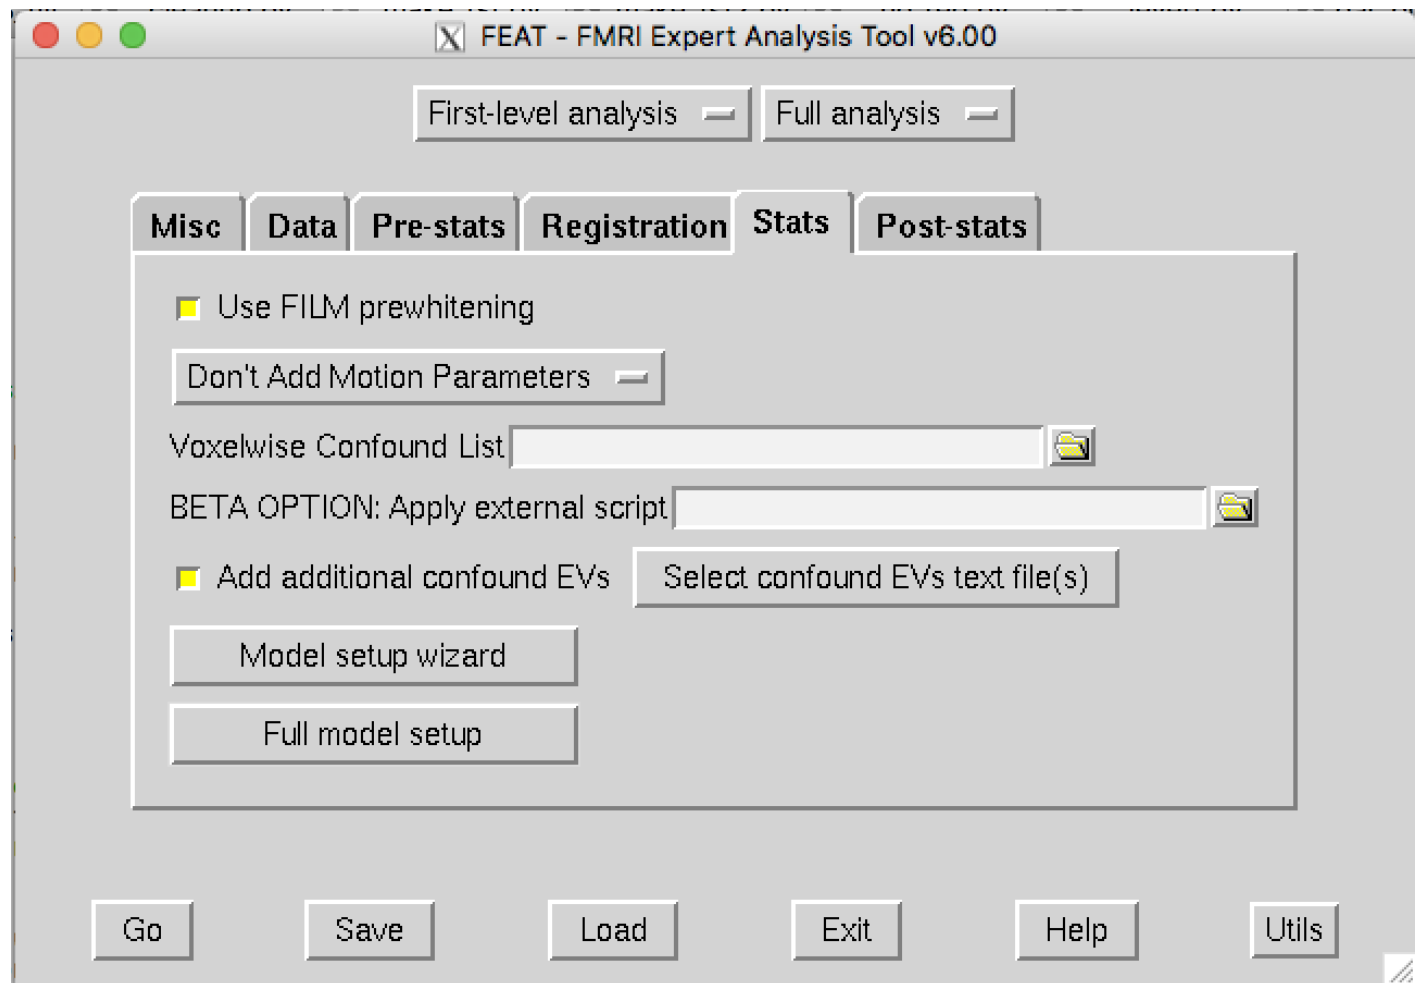 FEAT - FMRI Expert Analysis Tool v6.00
First-level analysis Full analysis
Misc Data Pre-stats Registration Stats Post-stats
Use FILM prewhitening
Don't Add Motion Parameters
Voxelwise Confound List
BETA OPTION: Apply external script
Add additional confound EVs Select confound EVs text file(s)
Model setup wizard
Full model setup
Go Save Load Exit Help Utils